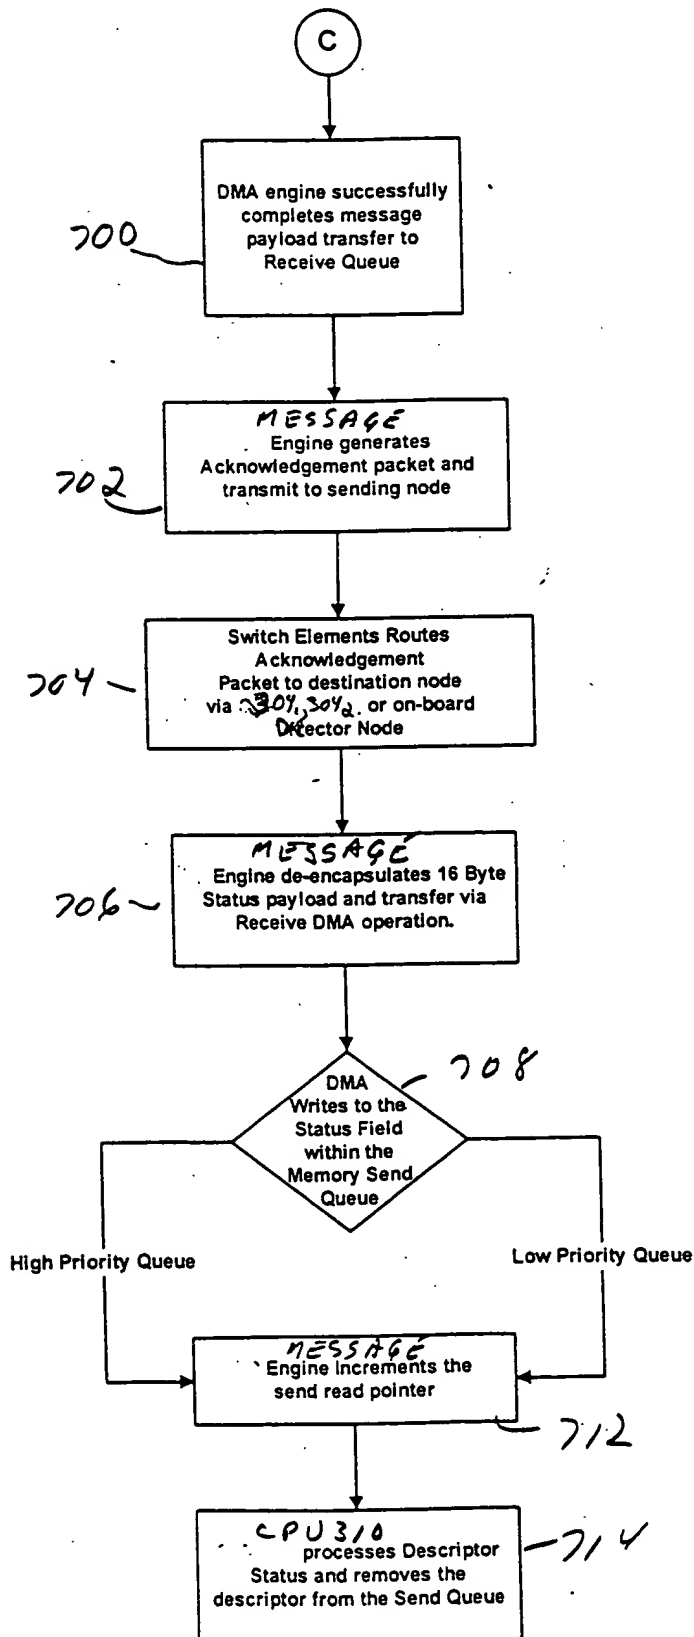 C
DMA engine successfully
completes message
payload transfer to
Receive Queue
700
MESSAGE
Engine generates
Acknowledgement packet and
transmit to sending node
702
Switch Elements Routes
Acknowledgement
Packet to destination node
via 304₁, 304₂. or on-board
Director Node
704
MESSAGE
Engine de-encapsulates 16 Byte
Status payload and transfer via
Receive DMA operation.
706
708
DMA
Writes to the
Status Field
within the
Memory Send
Queue
High Priority Queue
Low Priority Queue
MESSAGE
Engine Increments the
send read pointer
712
CPU 310
processes Descriptor
Status and removes the
descriptor from the Send Queue
714